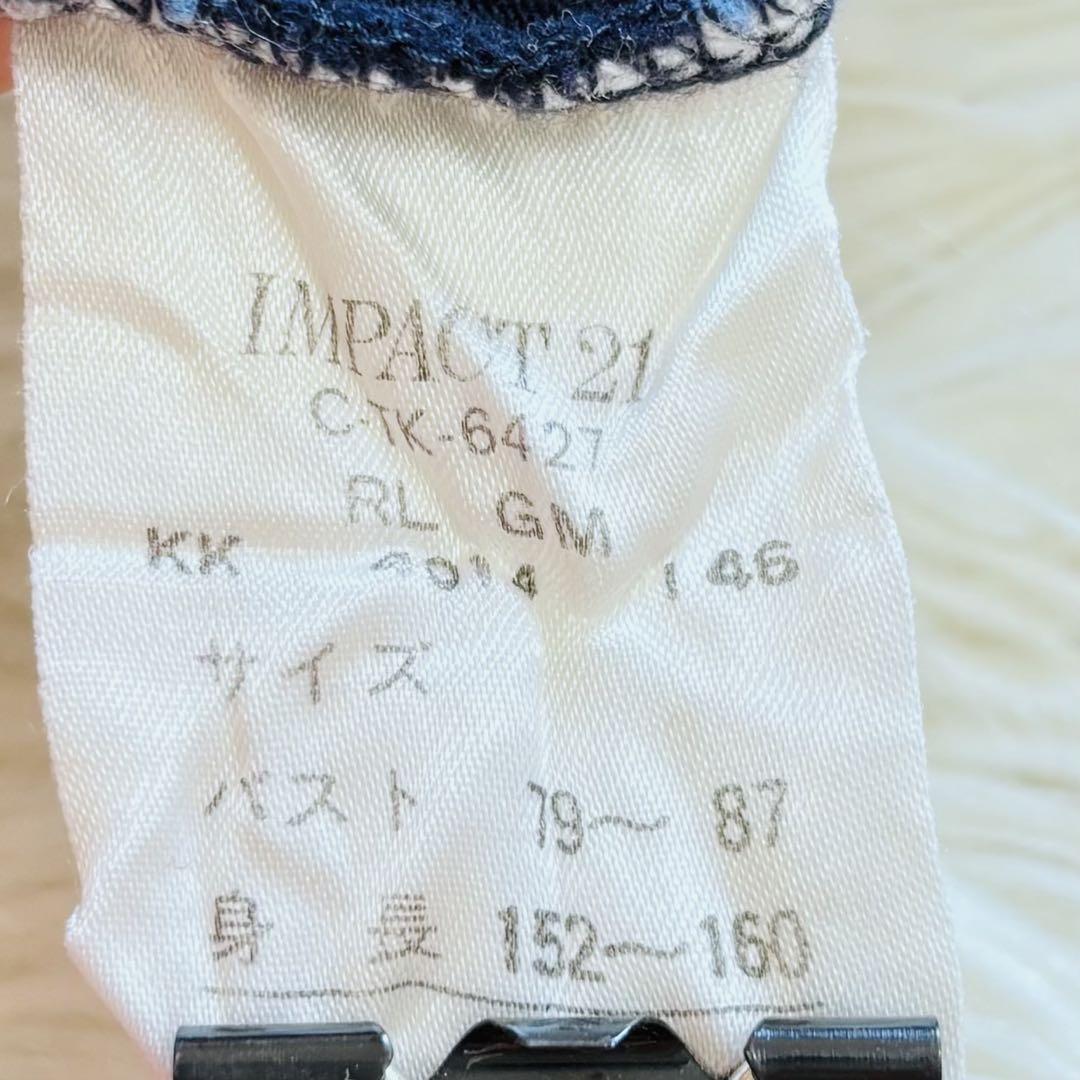 IMPACT 21
C-TK-6427
RL GM
KK 146
サイズ
バスト 79〜 87
身長 152〜160